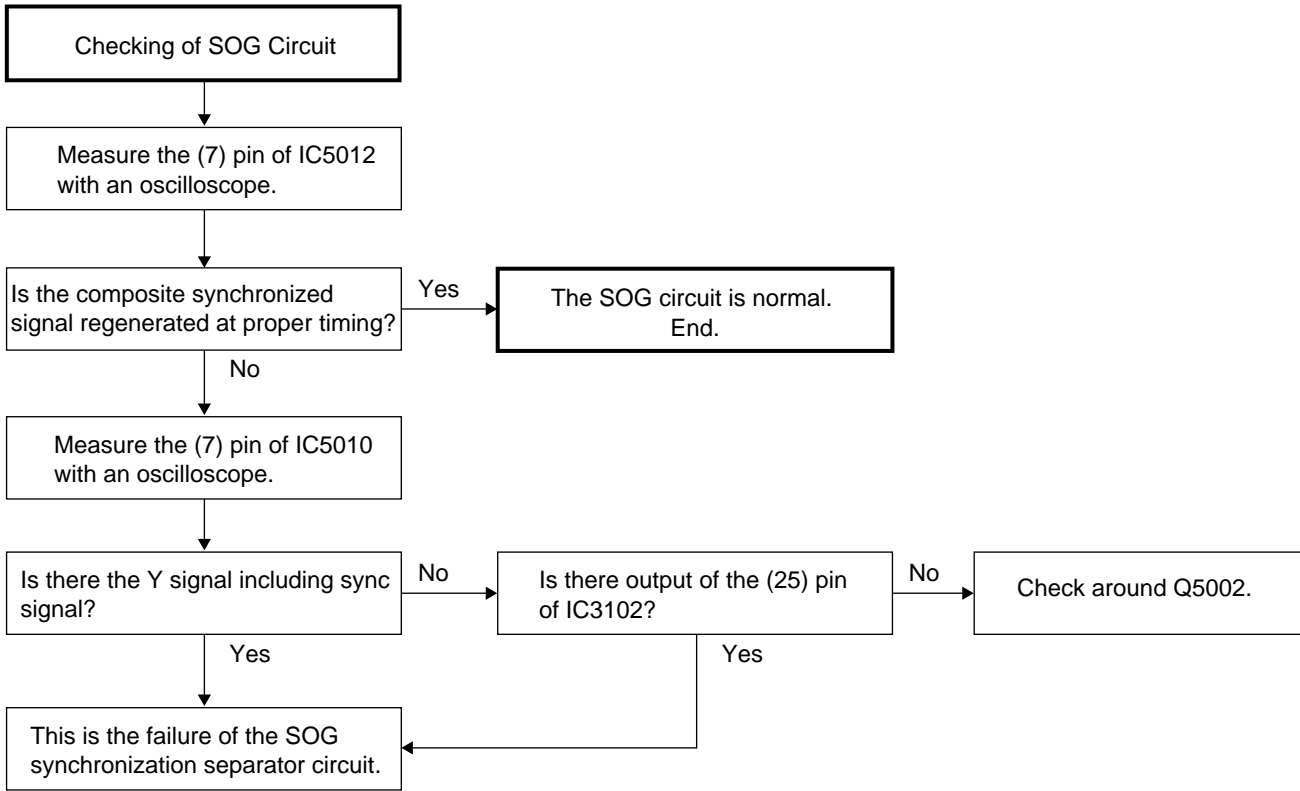 Checking of SOG Circuit
Measure the (7) pin of IC5012
with an oscilloscope.
Is the composite synchronized
signal regenerated at proper timing?
Yes
The SOG circuit is normal.
End.
No
Measure the (7) pin of IC5010
with an oscilloscope.
Is there the Y signal including sync
signal?
No
Is there output of the (25) pin
of IC3102?
No
Check around Q5002.
Yes
Yes
This is the failure of the SOG
synchronization separator circuit.